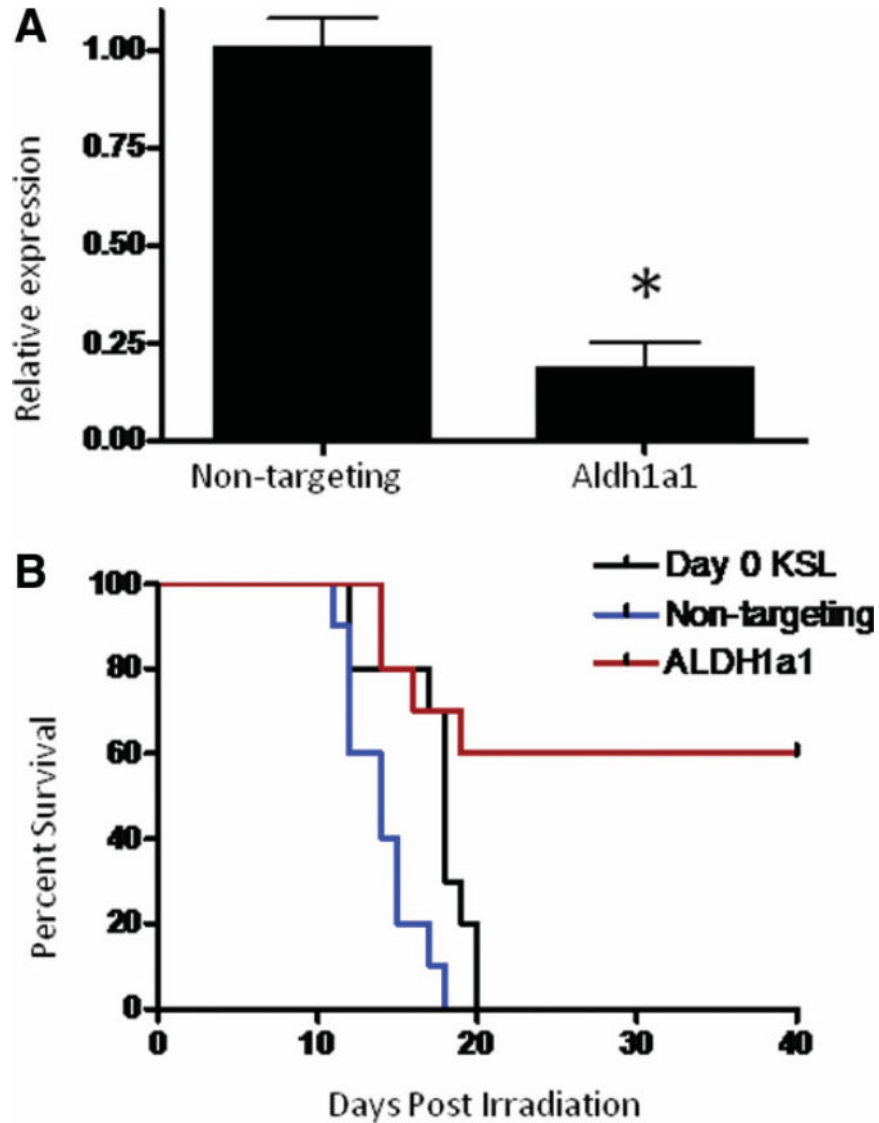 A
Relative expression
1.00
0.75
0.50
0.25
0.00
*
Non-targeting
Aldh1a1
B
Percent Survival
100
80
60
40
20
0
Day 0 KSL
Non-targeting
ALDH1a1
0 10 20 30 40
Days Post Irradiation